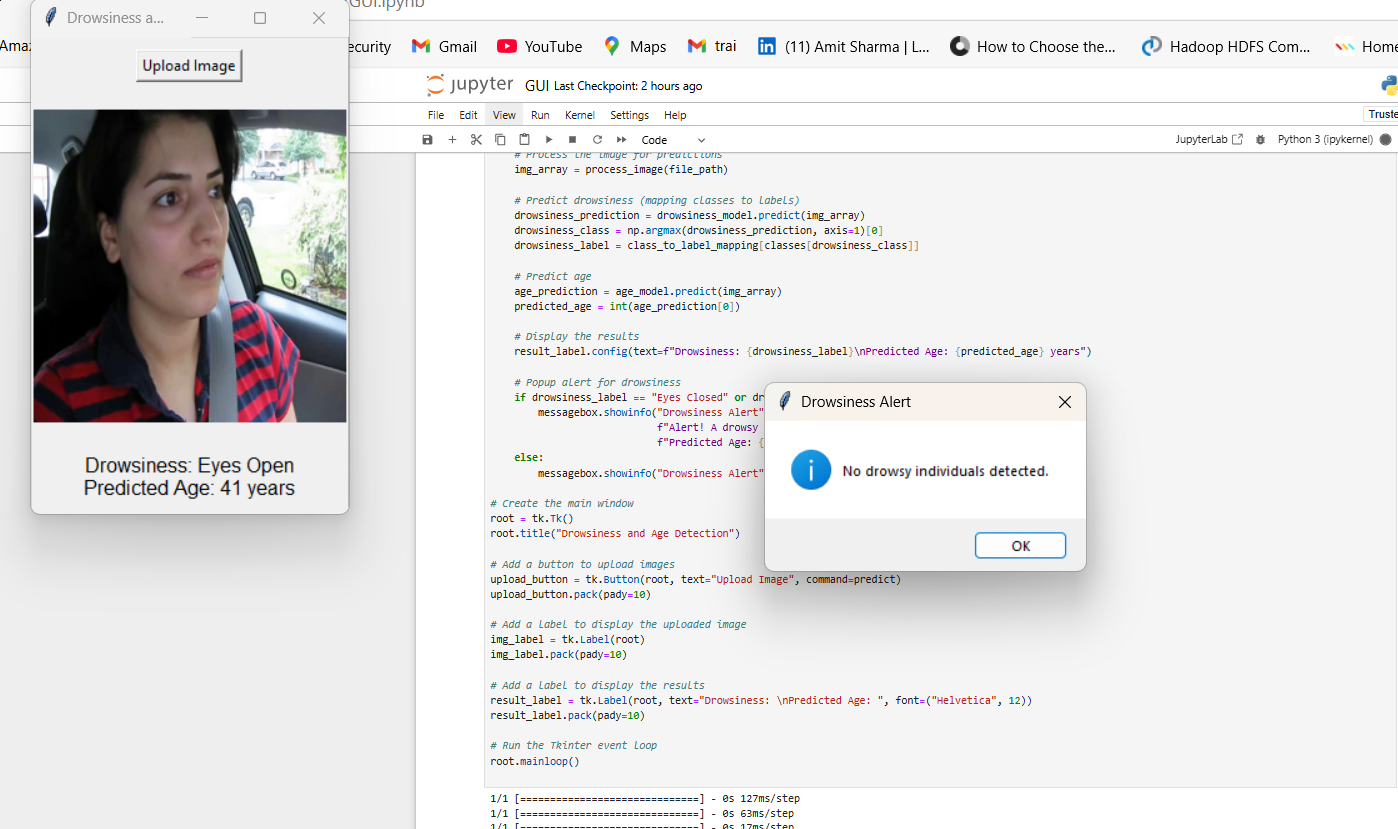 Drowsiness a...
Upload Image
Drowsiness: Eyes Open
Predicted Age: 41 years
GUI.ipynb
Amaz
ecurity
Gmail
YouTube
Maps
trai
(11) Amit Sharma | L...
How to Choose the...
Hadoop HDFS Com...
Home
jupyter
GUI Last Checkpoint: 2 hours ago
File Edit View Run Kernel Settings Help
Truste
Code
JupyterLab
Python 3 (ipykernel)
# Process the image for predictions
img_array = process_image(file_path)
# Predict drowsiness (mapping classes to labels)
drowsiness_prediction = drowsiness_model.predict(img_array)
drowsiness_class = np.argmax(drowsiness_prediction, axis=1)[0]
drowsiness_label = class_to_label_mapping[classes[drowsiness_class]]
# Predict age
age_prediction = age_model.predict(img_array)
predicted_age = int(age_prediction[0])
# Display the results
result_label.config(text=f"Drowsiness: {drowsiness_label}\nPredicted Age: {predicted_age} years")
# Popup alert for drowsiness
if drowsiness_label == "Eyes Closed" or dr
messagebox.showinfo("Drowsiness Alert"
f"Alert! A drowsy
f"Predicted Age: {
else:
messagebox.showinfo("Drowsiness Alert"
# Create the main window
root = tk.Tk()
root.title("Drowsiness and Age Detection")
# Add a button to upload images
upload_button = tk.Button(root, text="Upload Image", command=predict)
upload_button.pack(pady=10)
# Add a label to display the uploaded image
img_label = tk.Label(root)
img_label.pack(pady=10)
# Add a label to display the results
result_label = tk.Label(root, text="Drowsiness: \nPredicted Age: ", font=("Helvetica", 12))
result_label.pack(pady=10)
# Run the Tkinter event loop
root.mainloop()
1/1 [==============================] - 0s 127ms/step
1/1 [==============================] - 0s 63ms/step
1/1 [==============================] - 0s 17ms/step
Drowsiness Alert
No drowsy individuals detected.
OK